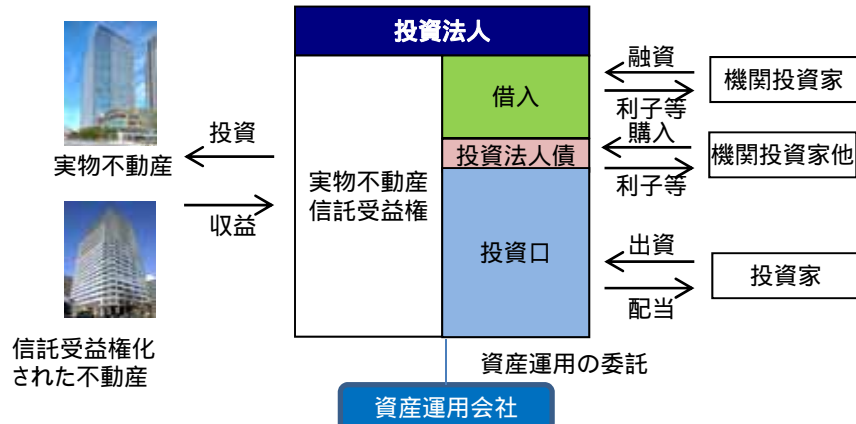 投資法人
融資
機関投資家
借入
利子等
投資
購入
実物不動産
投資法人債
機関投資家他
利子等
実物不動産
信託受益権
収益
投資口
出資
投資家
配当
信託受益権化
された不動産
資産運用の委託
資産運用会社